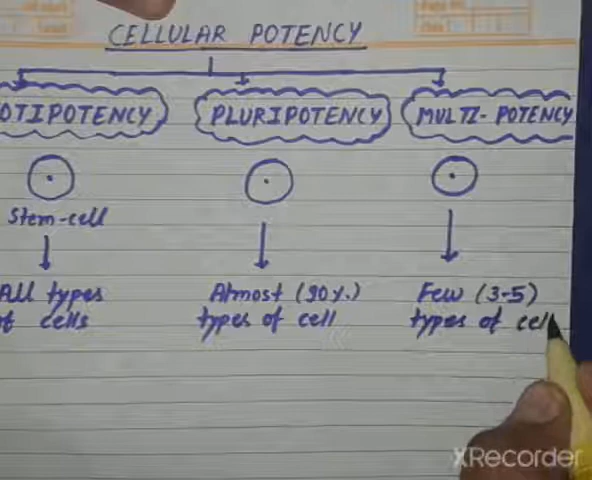 CELLULAR POTENCY
OTIPOTENCY PLURIPOTENCY MULTI-POTENCY
Stem-cell
All types Almost (90%.) Few (3-5)
of cells types of cell types of cell
XRecorder